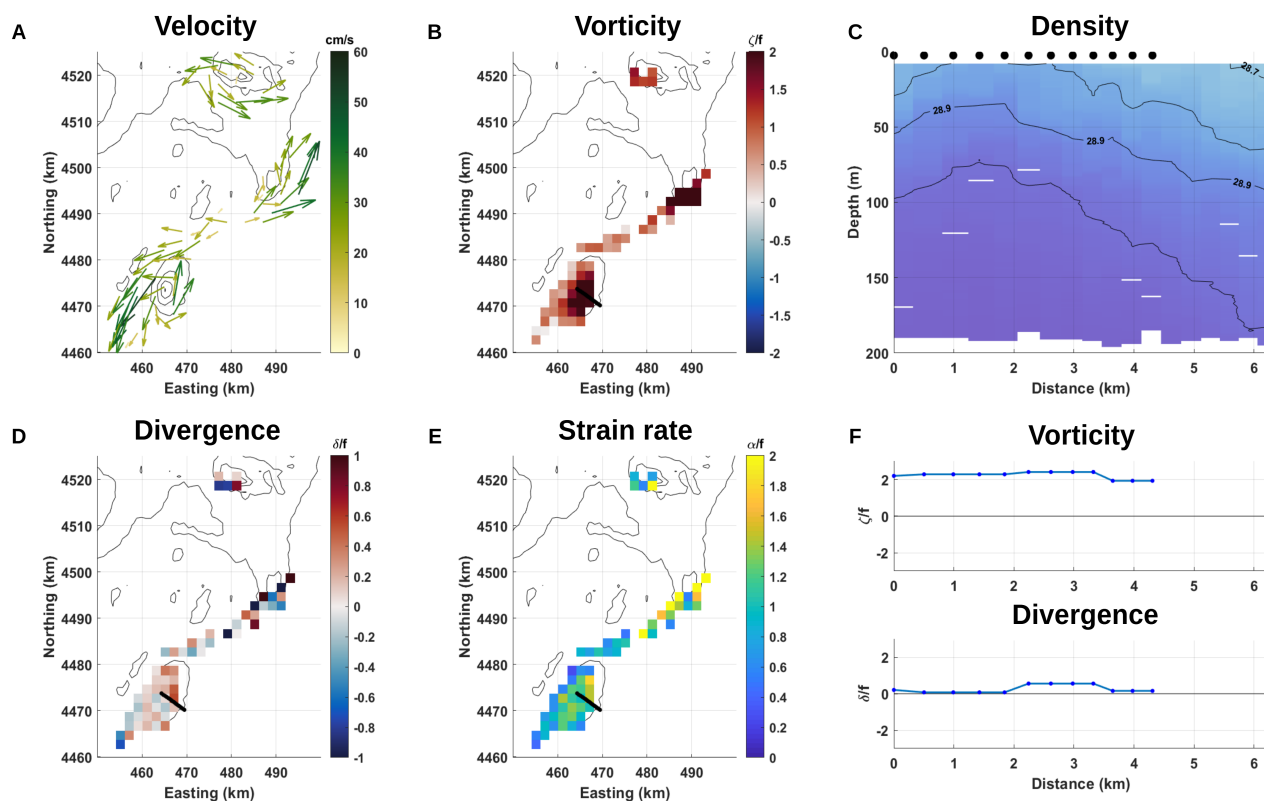 A
Velocity
cm/s
60
50
40
30
20
10
0
4520
4510
4500
4490
4480
4470
4460
Northing (km)
460 470 480 490
Easting (km)
B
Vorticity
ζ/f
2
1.5
1
0.5
0
-0.5
-1
-1.5
-2
4520
4510
4500
4490
4480
4470
4460
Northing (km)
460 470 480 490
Easting (km)
C
Density
0
50
100
150
200
Depth (m)
28.7
28.9
28.9
28.9
0 1 2 3 4 5 6
Distance (km)
D
Divergence
δ/f
1
0.8
0.6
0.4
0.2
0
-0.2
-0.4
-0.6
-0.8
-1
4520
4510
4500
4490
4480
4470
4460
Northing (km)
460 470 480 490
Easting (km)
E
Strain rate
α/f
2
1.8
1.6
1.4
1.2
1
0.8
0.6
0.4
0.2
0
4520
4510
4500
4490
4480
4470
4460
Northing (km)
460 470 480 490
Easting (km)
F
Vorticity
2
0
-2
ζ/f
0 1 2 3 4 5 6
Divergence
2
0
-2
δ/f
0 1 2 3 4 5 6
Distance (km)